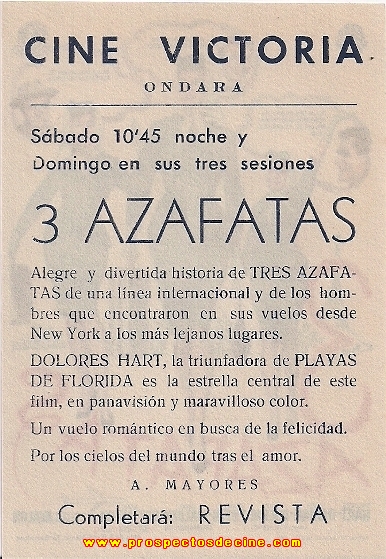 CINE VICTORIA
ONDARA
Sábado 10'45 noche y
Domingo en sus tres sesiones
3 AZAFATAS
Alegre y divertida historia de TRES AZAFA-
TAS de una línea internacional y de los hom-
bres que encontraron en sus vuelos desde
New York a los más lejanos lugares.
DOLORES HART, la triunfadora de PLAYAS
DE FLORIDA es la estrella central de este
film, en panavisión y maravilloso color.
Un vuelo romántico en busca de la felicidad.
Por los cielos del mundo tras el amor.
A. MAYORES
Completará: REVISTA
www.prospectosdecine.com